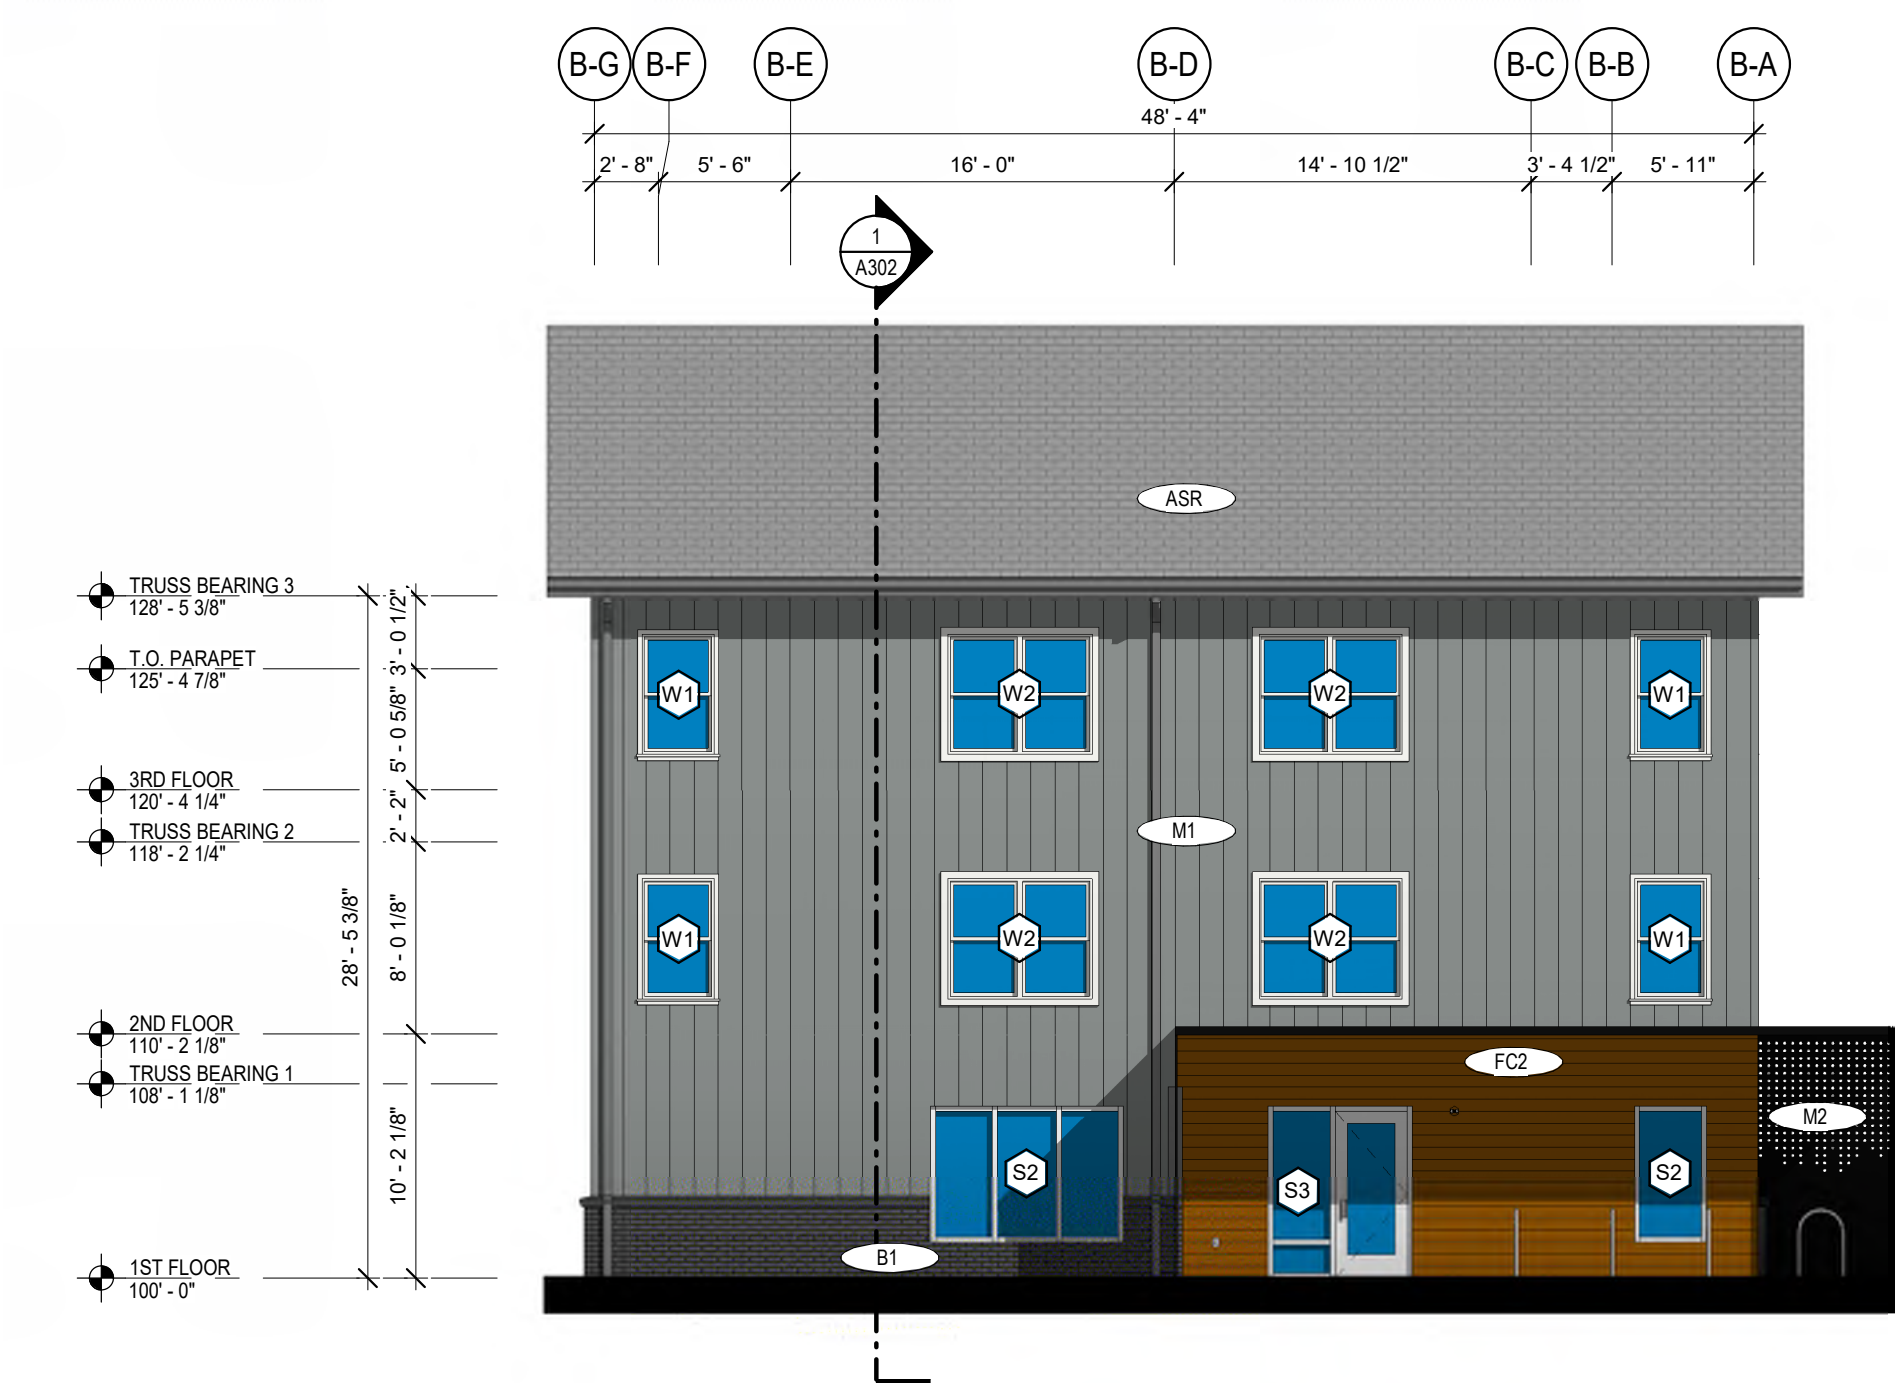 B-G B-F B-E B-D B-C B-B B-A
48' - 4"
2' - 8" 5' - 6" 16' - 0" 14' - 10 1/2" 3' - 4 1/2" 5' - 11"
1
A302
ASR
TRUSS BEARING 3
128' - 5 3/8"
T.O. PARAPET
125' - 4 7/8"
3RD FLOOR
120' - 4 1/4"
TRUSS BEARING 2
118' - 2 1/4"
2ND FLOOR
110' - 2 1/8"
TRUSS BEARING 1
108' - 1 1/8"
1ST FLOOR
100' - 0"
28' - 5 3/8"
3' - 0 1/2"
5' - 0 5/8"
2' - 2"
8' - 0 1/8"
10' - 2 1/8"
W1 W2 W2 W1
M1
W1 W2 W2 W1
FC2
M2
S2 S3 S2
B1